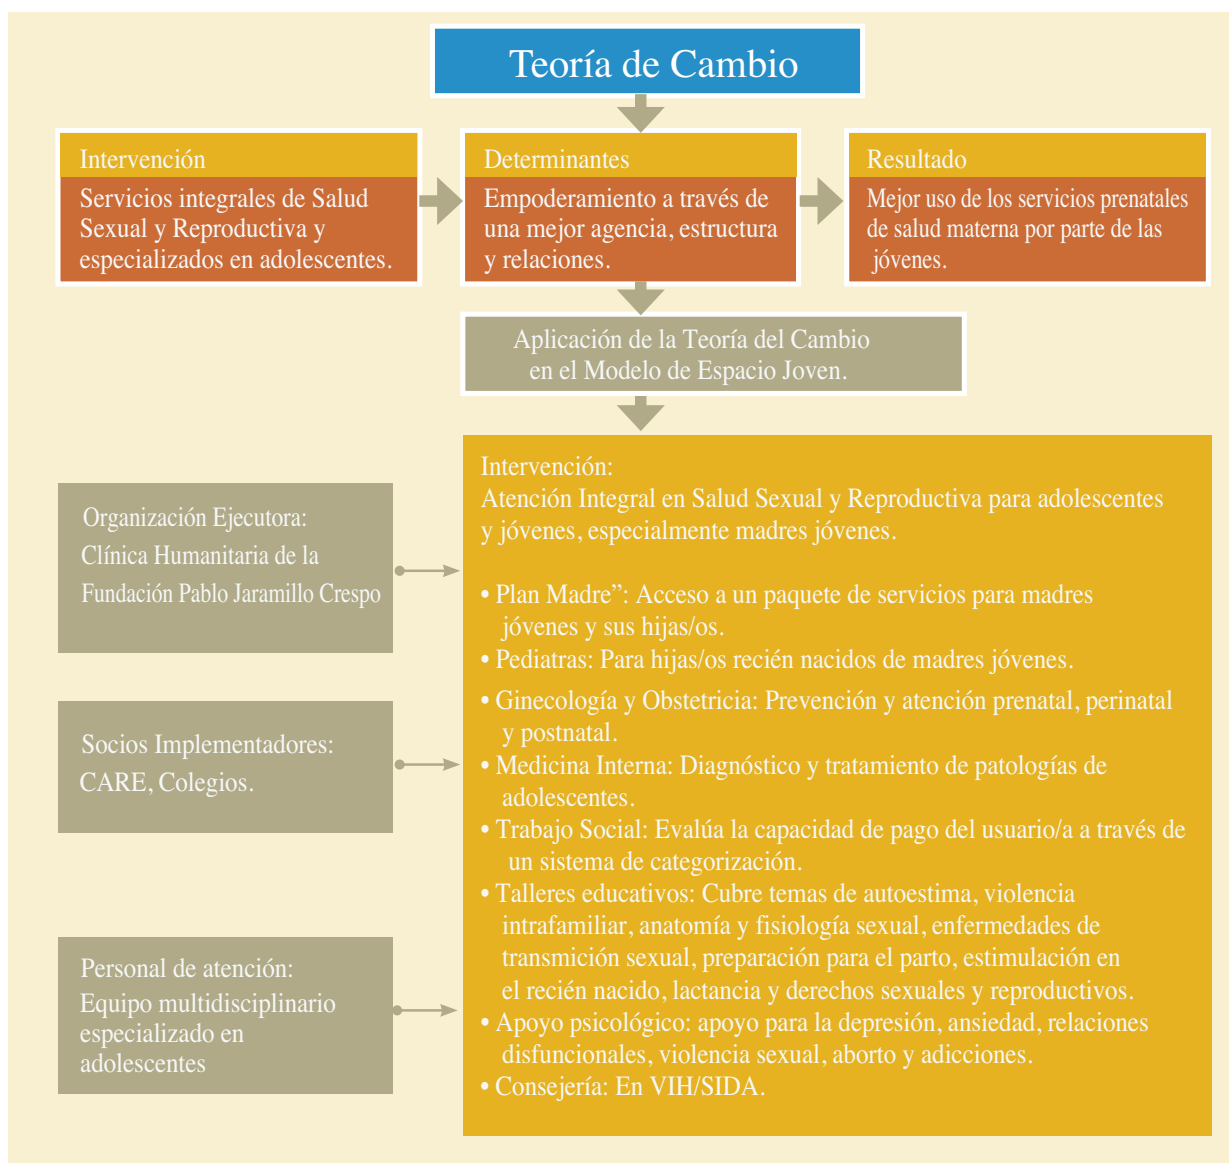 Teoría de Cambio
Intervención
Servicios integrales de Salud
Sexual y Reproductiva y
especializados en adolescentes.
Determinantes
Empoderamiento a través de
una mejor agencia, estructura
y relaciones.
Resultado
Mejor uso de los servicios prenatales
de salud materna por parte de las
jóvenes.
Aplicación de la Teoría del Cambio
en el Modelo de Espacio Joven.
Organización Ejecutora:
Clínica Humanitaria de la
Fundación Pablo Jaramillo Crespo
Socios Implementadores:
CARE, Colegios.
Personal de atención:
Equipo multidisciplinario
especializado en
adolescentes
Intervención:
Atención Integral en Salud Sexual y Reproductiva para adolescentes
y jóvenes, especialmente madres jóvenes.
• Plan Madre”: Acceso a un paquete de servicios para madres
jóvenes y sus hijas/os.
• Pediatras: Para hijas/os recién nacidos de madres jóvenes.
• Ginecología y Obstetricia: Prevención y atención prenatal, perinatal
y postnatal.
• Medicina Interna: Diagnóstico y tratamiento de patologías de
adolescentes.
• Trabajo Social: Evalúa la capacidad de pago del usuario/a a través de
un sistema de categorización.
• Talleres educativos: Cubre temas de autoestima, violencia
intrafamiliar, anatomía y fisiología sexual, enfermedades de
transmición sexual, preparación para el parto, estimulación en
el recién nacido, lactancia y derechos sexuales y reproductivos.
• Apoyo psicológico: apoyo para la depresión, ansiedad, relaciones
disfuncionales, violencia sexual, aborto y adicciones.
• Consejería: En VIH/SIDA.